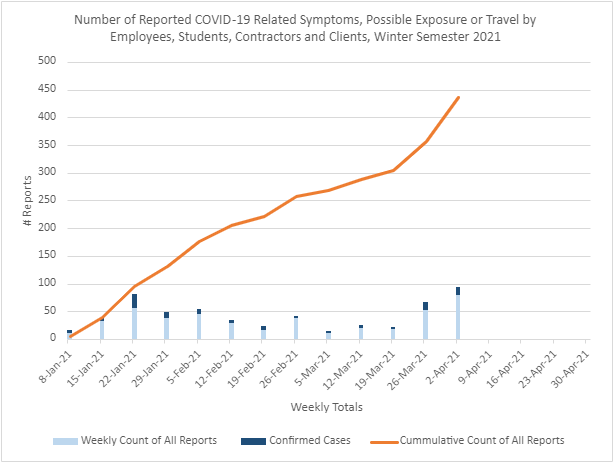 Number of Reported COVID-19 Related Symptoms, Possible Exposure or Travel by
Employees, Students, Contractors and Clients, Winter Semester 2021
500
450
400
350
300
250
200
150
100
50
0
# Reports
8-Jan-21
15-Jan-21
22-Jan-21
29-Jan-21
5-Feb-21
12-Feb-21
19-Feb-21
26-Feb-21
5-Mar-21
12-Mar-21
19-Mar-21
26-Mar-21
2-Apr-21
9-Apr-21
16-Apr-21
23-Apr-21
30-Apr-21
Weekly Totals
Weekly Count of All Reports
Confirmed Cases
Cummulative Count of All Reports